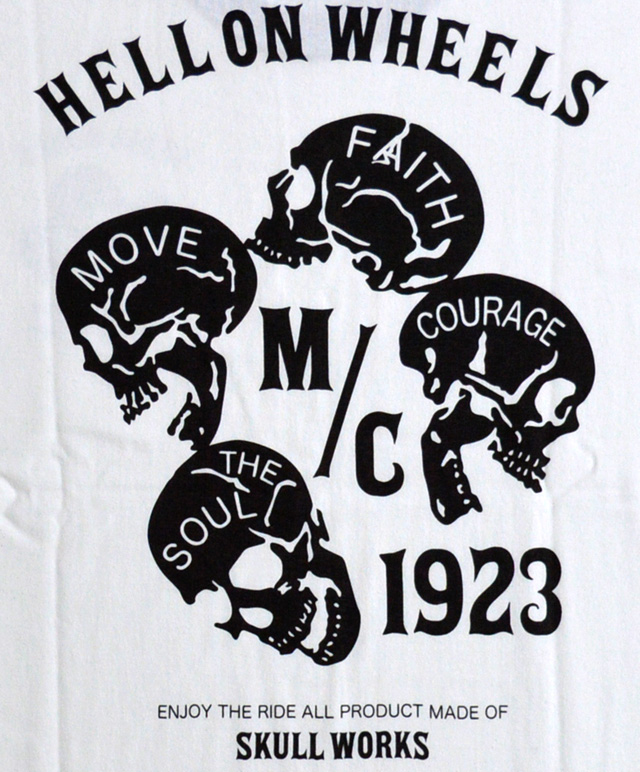 HELL ON WHEELS
FAITH
MOVE
COURAGE
M/C
THE
SOUL
1923
ENJOY THE RIDE ALL PRODUCT MADE OF
SKULL WORKS